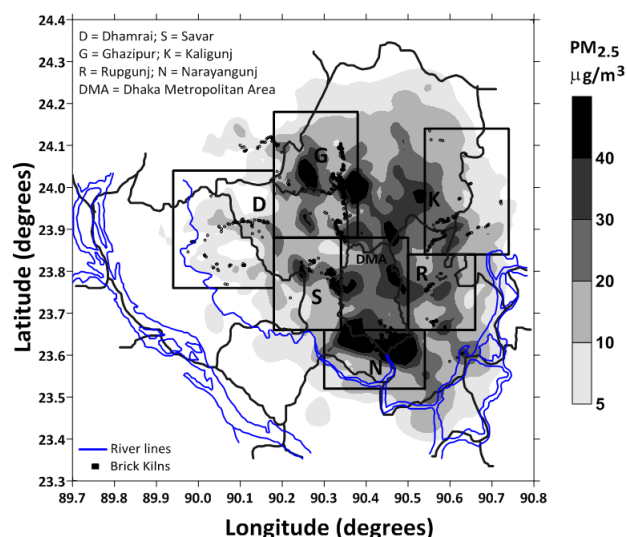 D = Dhamrai; S = Savar
G = Ghazipur; K = Kaligunj
R = Rupgunj; N = Narayangunj
DMA = Dhaka Metropolitan Area
PM2.5
µg/m³
40
30
20
10
5
Latitude (degrees)
24.4
24.3
24.2
24.1
24.0
23.9
23.8
23.7
23.6
23.5
23.4
23.3
G
K
D
DMA
R
S
N
River lines
Brick Kilns
89.7 89.8 89.9 90.0 90.1 90.2 90.3 90.4 90.5 90.6 90.7 90.8
Longitude (degrees)